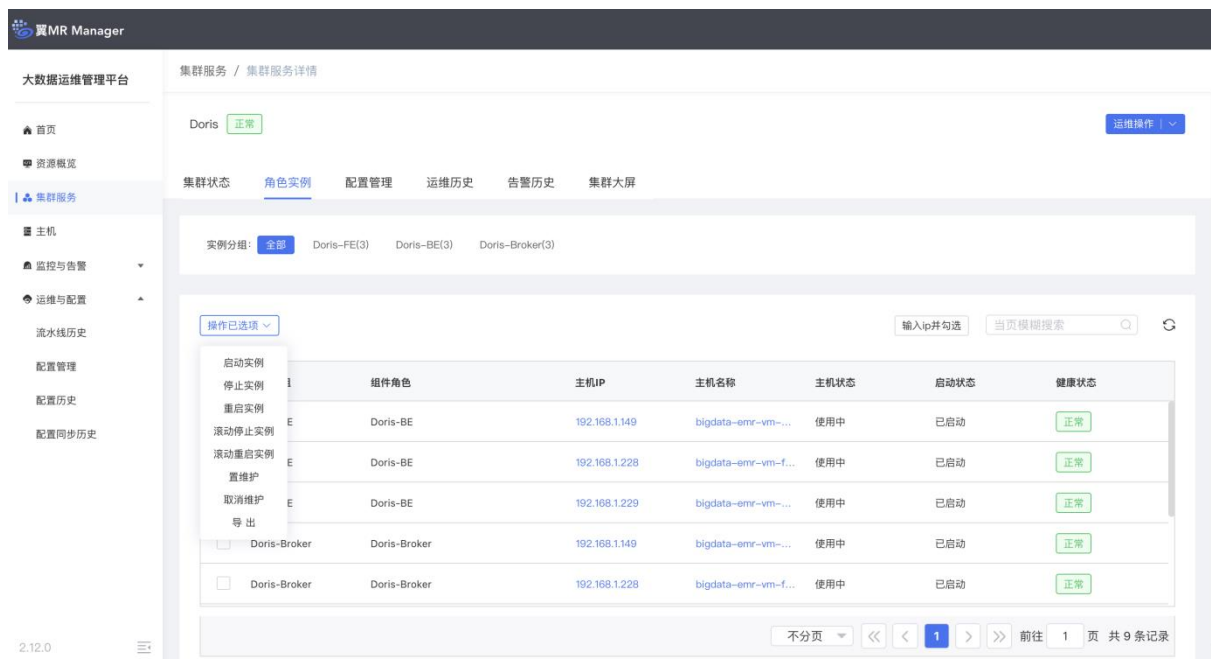 翼MR Manager
大数据运维管理平台
首页
资源概览
集群服务
主机
监控与告警
运维与配置
流水线历史
配置管理
配置历史
配置同步历史
2.12.0
集群服务 / 集群服务详情
Doris 正常
运维操作
集群状态 角色实例 配置管理 运维历史 告警历史 集群大屏
实例分组: 全部 Doris-FE(3) Doris-BE(3) Doris-Broker(3)
操作已选项
输入ip并勾选 当页模糊搜索
启动实例
停止实例
重启实例
滚动停止实例
滚动重启实例
置维护
取消维护
导 出
组件角色 主机IP 主机名称 主机状态 启动状态 健康状态
E Doris-BE 192.168.1.149 bigdata-emr-vm-... 使用中 已启动 正常
E Doris-BE 192.168.1.228 bigdata-emr-vm-f... 使用中 已启动 正常
E Doris-BE 192.168.1.229 bigdata-emr-vm-... 使用中 已启动 正常
Doris-Broker Doris-Broker 192.168.1.149 bigdata-emr-vm-... 使用中 已启动 正常
Doris-Broker Doris-Broker 192.168.1.228 bigdata-emr-vm-f... 使用中 已启动 正常
不分页 1 前往 1 页 共 9 条记录